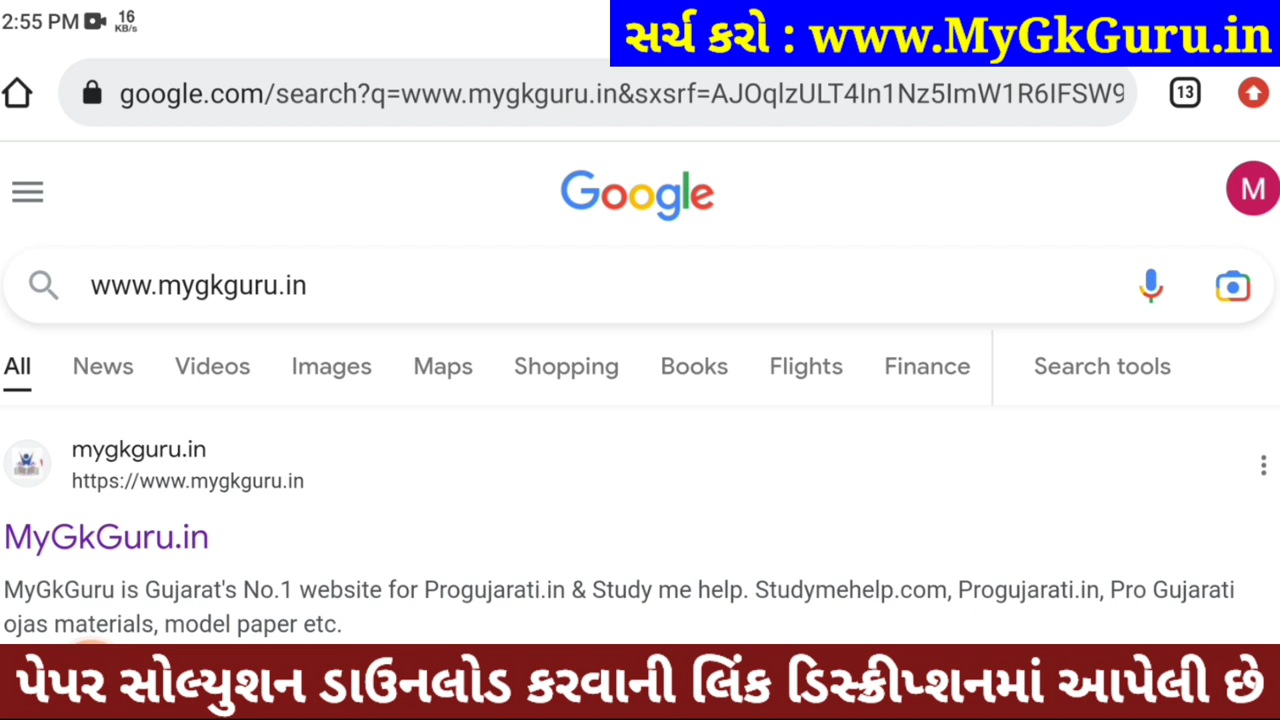 2:55 PM 16 KB/s
સર્ચ કરો : www.MyGkGuru.in
google.com/search?q=www.mygkguru.in&sxsrf=AJOqlzULT4In1Nz5ImW1R6IFSW9
13
Google
M
www.mygkguru.in
All News Videos Images Maps Shopping Books Flights Finance Search tools
mygkguru.in
https://www.mygkguru.in
MyGkGuru.in
MyGkGuru is Gujarat's No.1 website for Progujarati.in & Study me help. Studymehelp.com, Progujarati.in, Pro Gujarati
ojas materials, model paper etc.
પેપર સોલ્યુશન ડાઉનલોડ કરવાની લિંક ડિસ્ક્રીપ્શનમાં આપેલી છે